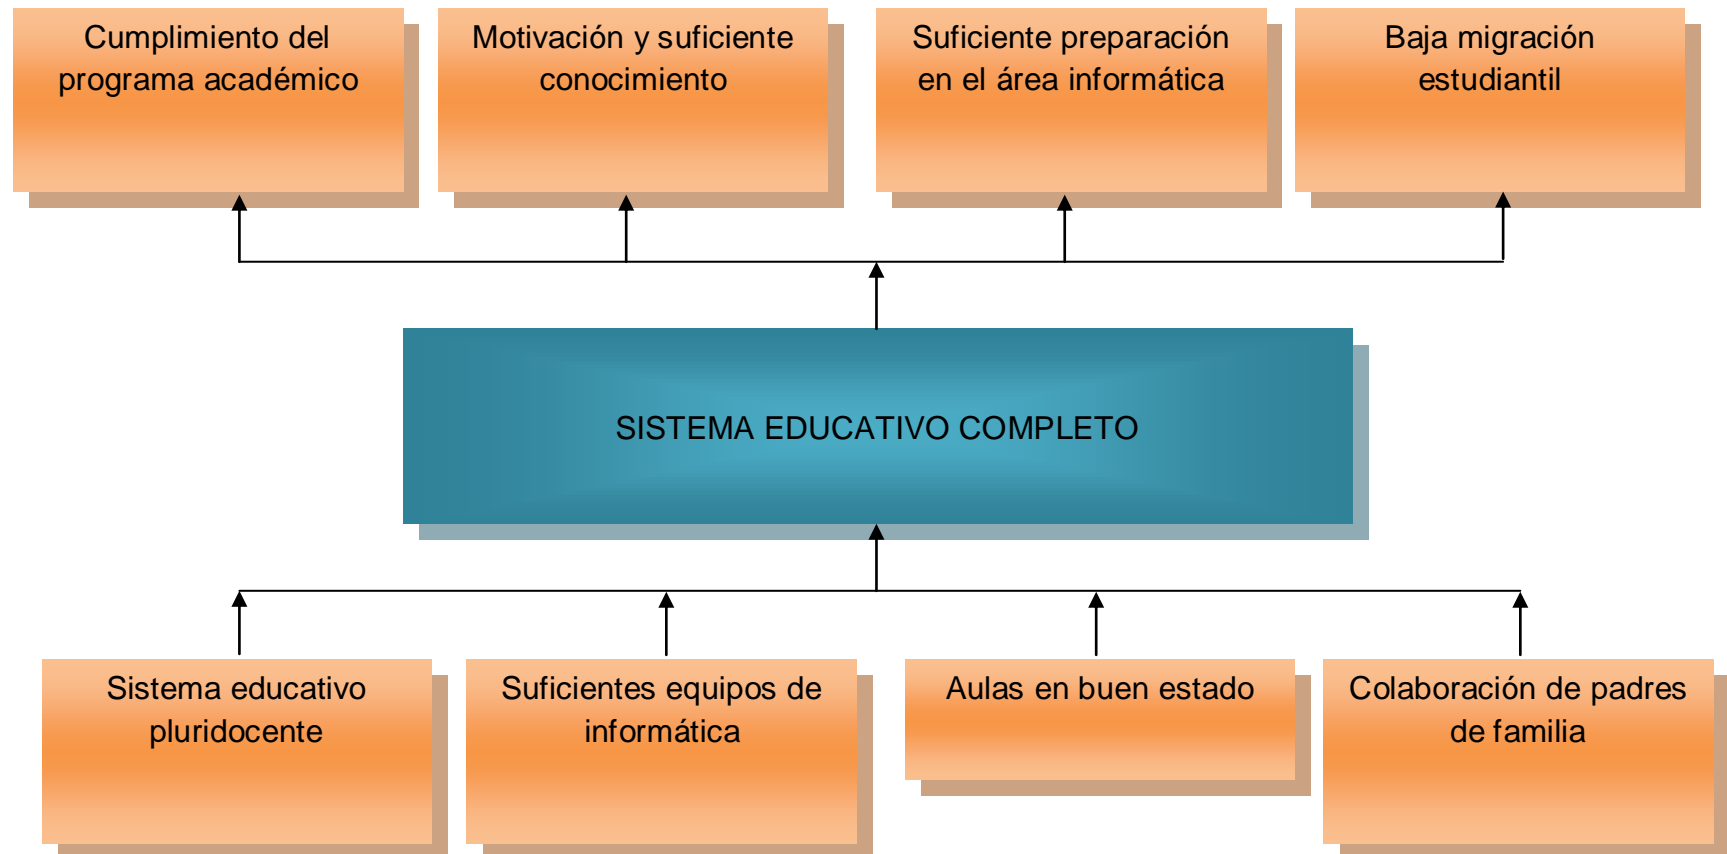 Cumplimiento del
programa académico
Motivación y suficiente
conocimiento
Suficiente preparación
en el área informática
Baja migración
estudiantil
SISTEMA EDUCATIVO COMPLETO
Sistema educativo
pluridocente
Suficientes equipos de
informática
Aulas en buen estado
Colaboración de padres
de familia